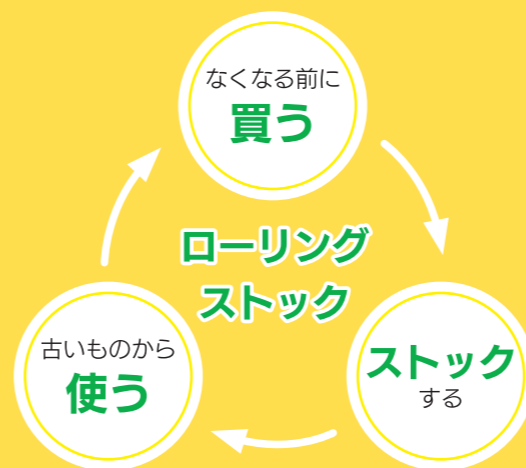 なくなる前に
買う
ローリング
ストック
古いものから
使う
ストック
する